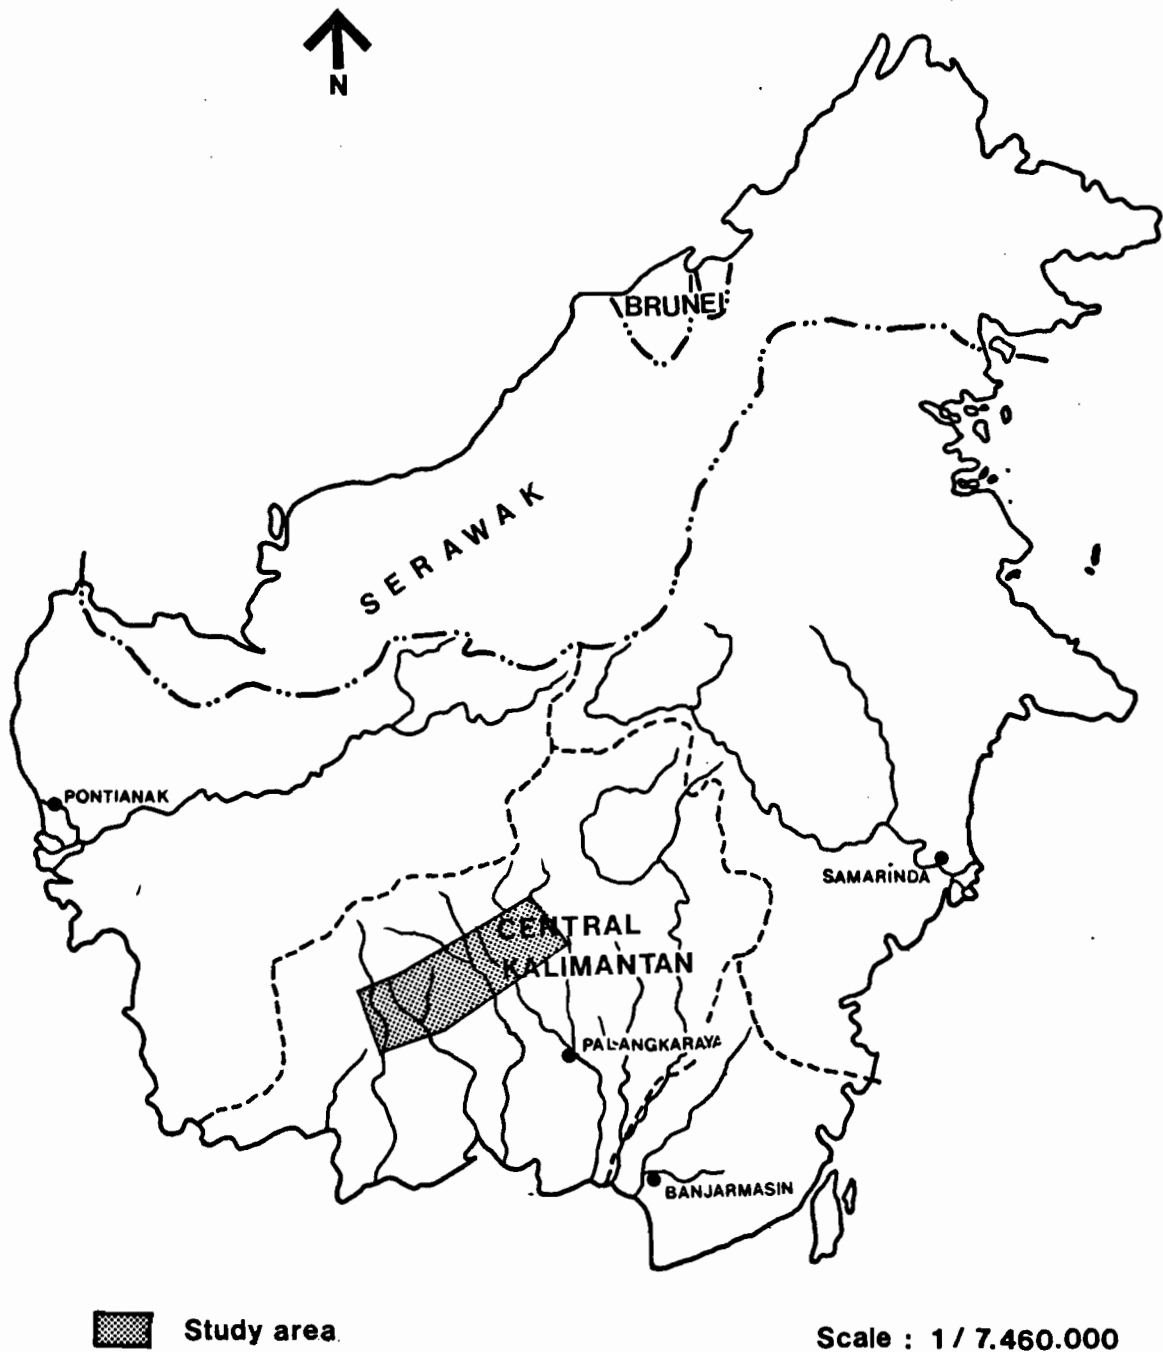 N
BRUNEI
SERAWAK
PONTIANAK
SAMARINDA
CENTRAL
KALIMANTAN
PALANGKARAYA
BANJARMASIN
Study area
Scale : 1 / 7.460.000